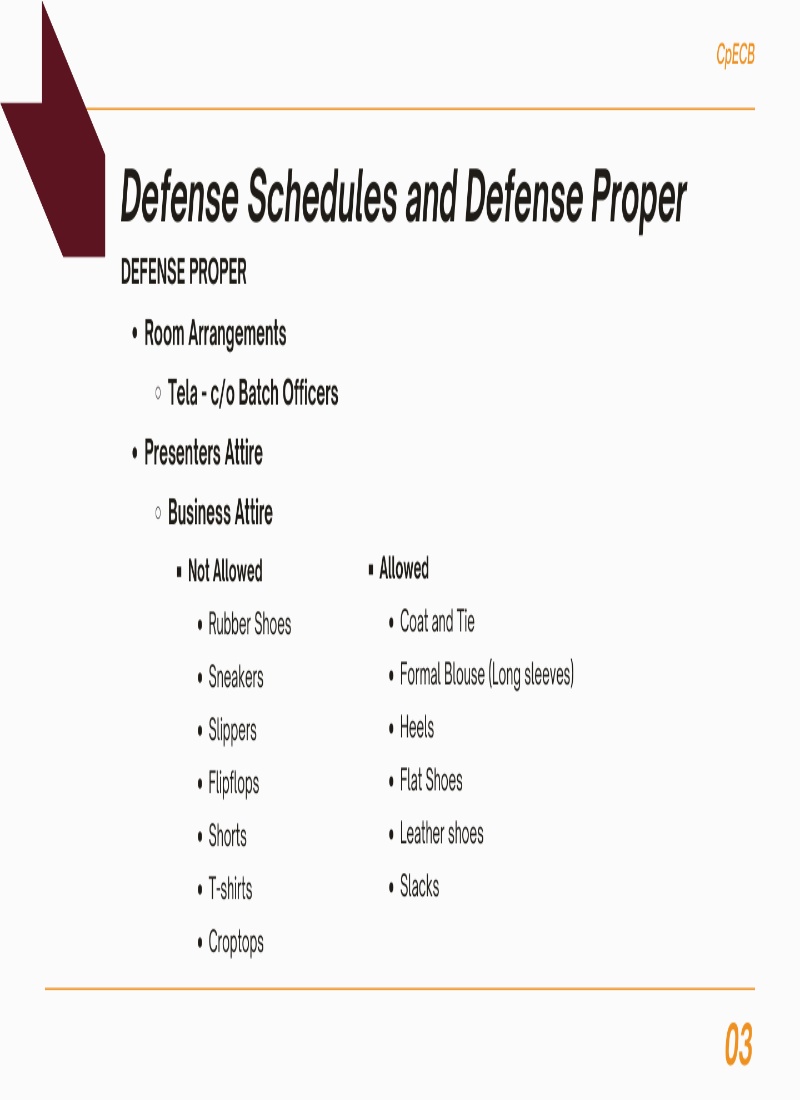 CpECB
Defense Schedules and Defense Proper
DEFENSE PROPER
• Room Arrangements
○ Tela - c/o Batch Officers
• Presenters Attire
○ Business Attire
▪ Not Allowed
• Rubber Shoes
• Sneakers
• Slippers
• Flipflops
• Shorts
• T-shirts
• Croptops
▪ Allowed
• Coat and Tie
• Formal Blouse (Long sleeves)
• Heels
• Flat Shoes
• Leather shoes
• Slacks
03